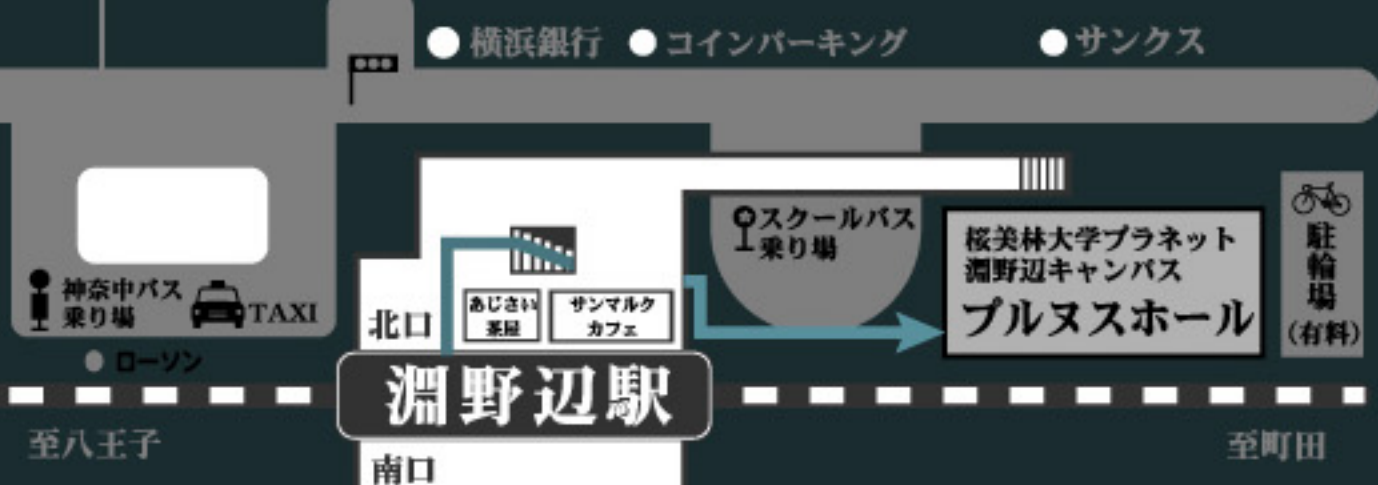 横浜銀行
コインパーキング
サンクス
神奈中バス
乗り場
TAXI
ローソン
北口
あじさい
茶屋
サンマルク
カフェ
スクールバス
乗り場
桜美林大学プラネット
淵野辺キャンパス
プルヌスホール
駐輪場
(有料)
淵野辺駅
至八王子
南口
至町田